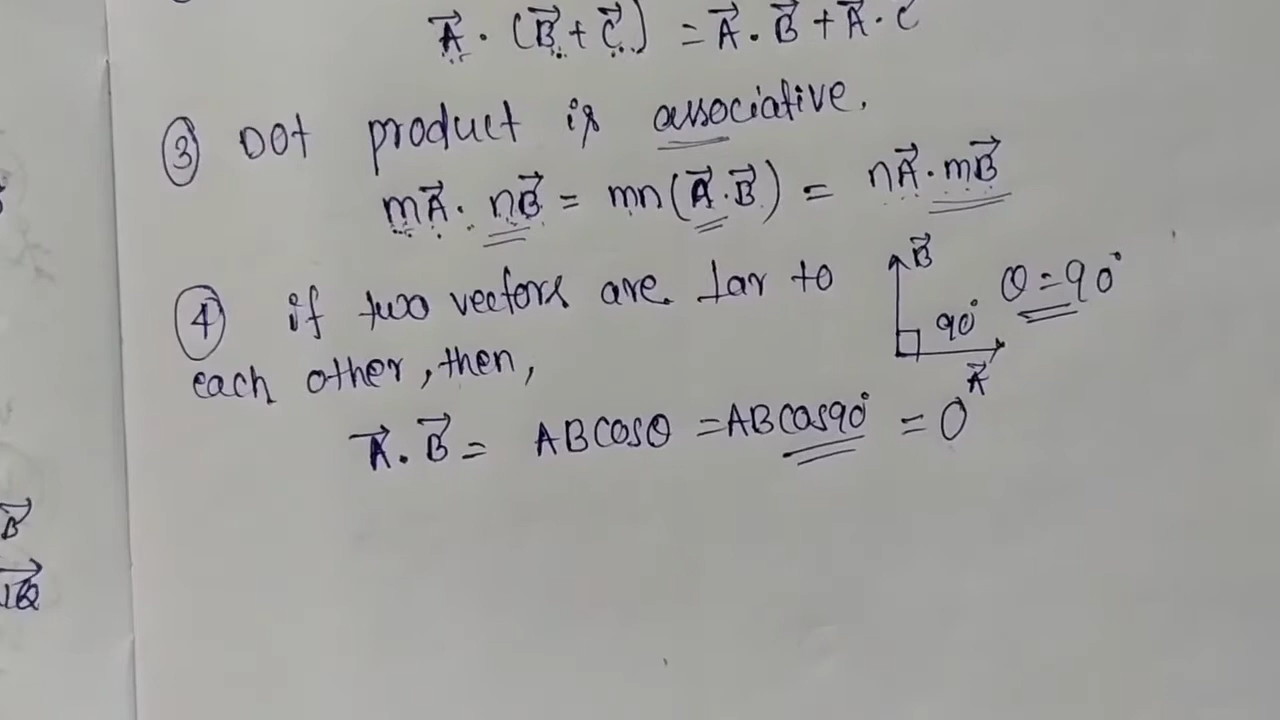 A⃗ · (B⃗ + C⃗) = A⃗ · B⃗ + A⃗ · C
③ Dot product is associative.
mA⃗ · nB⃗ = mn(A⃗ · B⃗) = nA⃗ · mB⃗
④ if two vectors are ⊥ar to
each other, then,
B⃗
90°
A⃗
θ = 90°
A⃗ · B⃗ = ABCosθ = ABCos90° = 0
B⃗